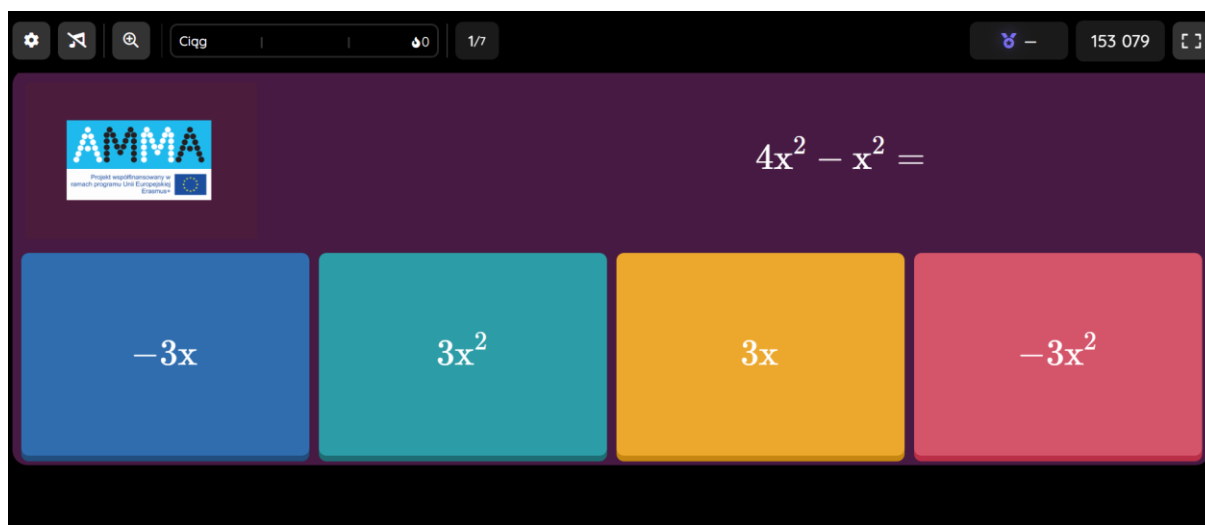 Ciąg 0 1/7 – 153 079
AMMA
Projekt współfinansowany w
ramach programu Unii Europejskiej
Erasmus+
4x² − x² =
−3x
3x²
3x
−3x²